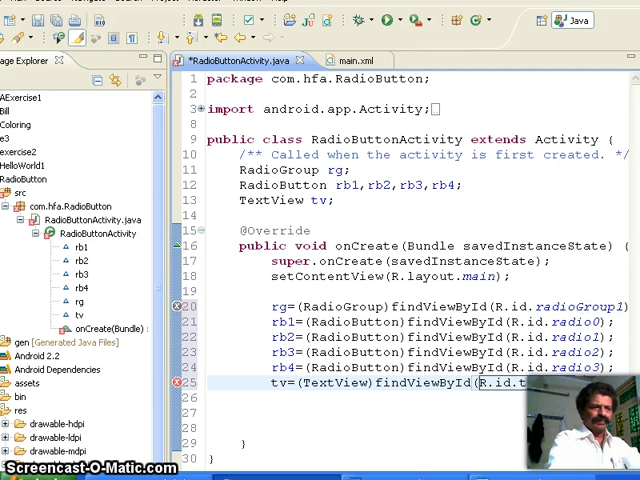 Java
age Explorer
*RadioButtonActivity.java
main.xml
AExercise1
Bill
Coloring
e3
exercise2
HelloWorld1
RadioButton
src
com.hfa.RadioButton
RadioButtonActivity.java
RadioButtonActivity
rb1
rb2
rb3
rb4
rg
tv
onCreate(Bundle) :
gen [Generated Java Files]
Android 2.2
Android Dependencies
assets
bin
res
drawable-hdpi
drawable-ldpi
drawable-mdpi
1 package com.hfa.RadioButton;
2
3 import android.app.Activity;
8
9 public class RadioButtonActivity extends Activity {
10 /** Called when the activity is first created. */
11 RadioGroup rg;
12 RadioButton rb1,rb2,rb3,rb4;
13 TextView tv;
14
15 @Override
16 public void onCreate(Bundle savedInstanceState) {
17 super.onCreate(savedInstanceState);
18 setContentView(R.layout.main);
19
20 rg=(RadioGroup)findViewById(R.id.radioGroup1)
21 rb1=(RadioButton)findViewById(R.id.radio0);
22 rb2=(RadioButton)findViewById(R.id.radio1);
23 rb3=(RadioButton)findViewById(R.id.radio2);
24 rb4=(RadioButton)findViewById(R.id.radio3);
25 tv=(TextView)findViewById(R.id.t
26
27
28
29 }
30 }
Screencast-O-Matic.com